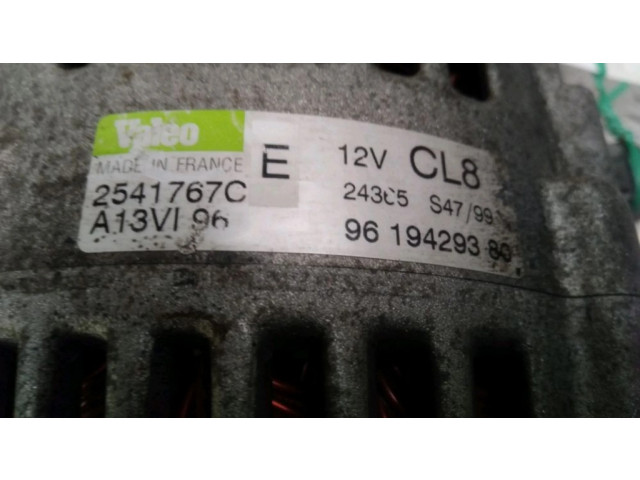 Valeo
MADE IN FRANCE
E
2541767C
A13VI 96
12V CL8
S47/99
96 194293 80